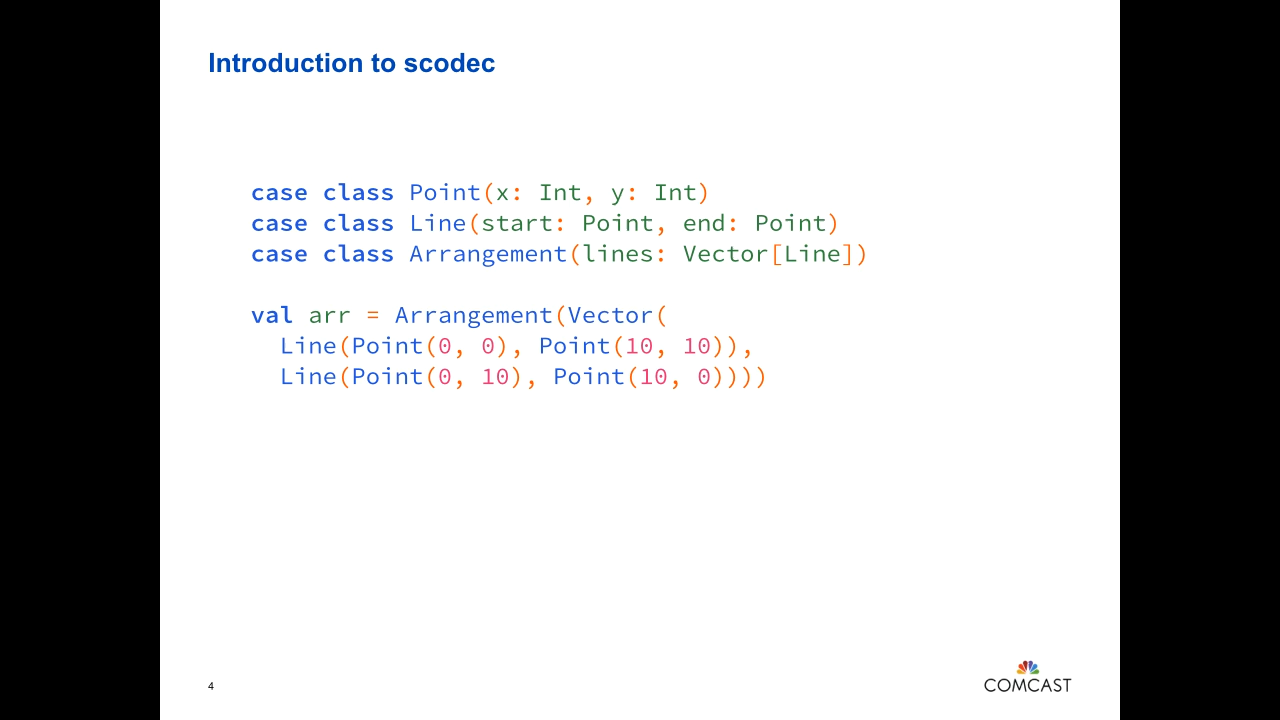 Introduction to scodec
case class Point(x: Int, y: Int)
case class Line(start: Point, end: Point)
case class Arrangement(lines: Vector[Line])
val arr = Arrangement(Vector(
  Line(Point(0, 0), Point(10, 10)),
  Line(Point(0, 10), Point(10, 0))))
4
COMCAST